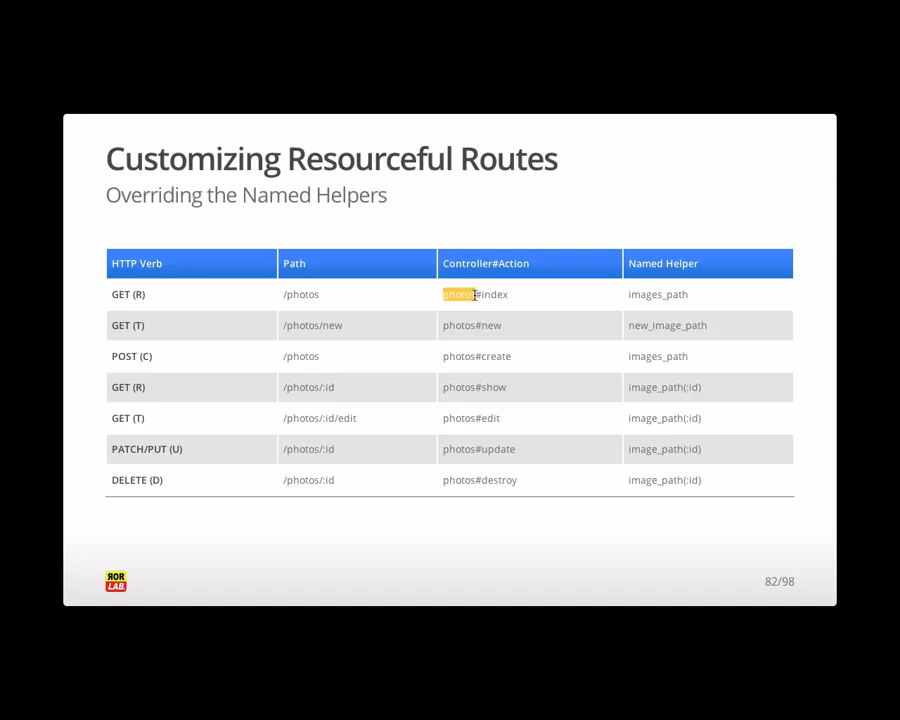 Customizing Resourceful Routes
Overriding the Named Helpers
HTTP Verb Path Controller#Action Named Helper
GET (R) /photos photos#index images_path
GET (T) /photos/new photos#new new_image_path
POST (C) /photos photos#create images_path
GET (R) /photos/:id photos#show image_path(:id)
GET (T) /photos/:id/edit photos#edit image_path(:id)
PATCH/PUT (U) /photos/:id photos#update image_path(:id)
DELETE (D) /photos/:id photos#destroy image_path(:id)
ЯOR
LAB.
82/98